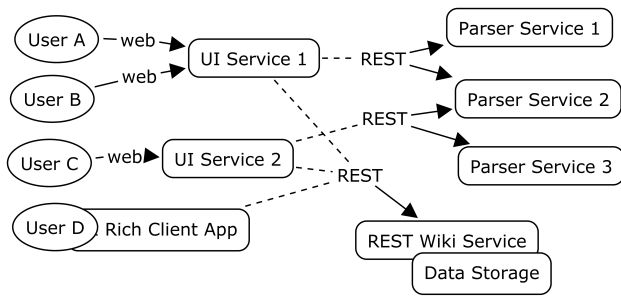 User A
web
UI Service 1
REST
Parser Service 1
User B
web
Parser Service 2
REST
User C
web
UI Service 2
Parser Service 3
REST
User D
Rich Client App
REST Wiki Service
Data Storage